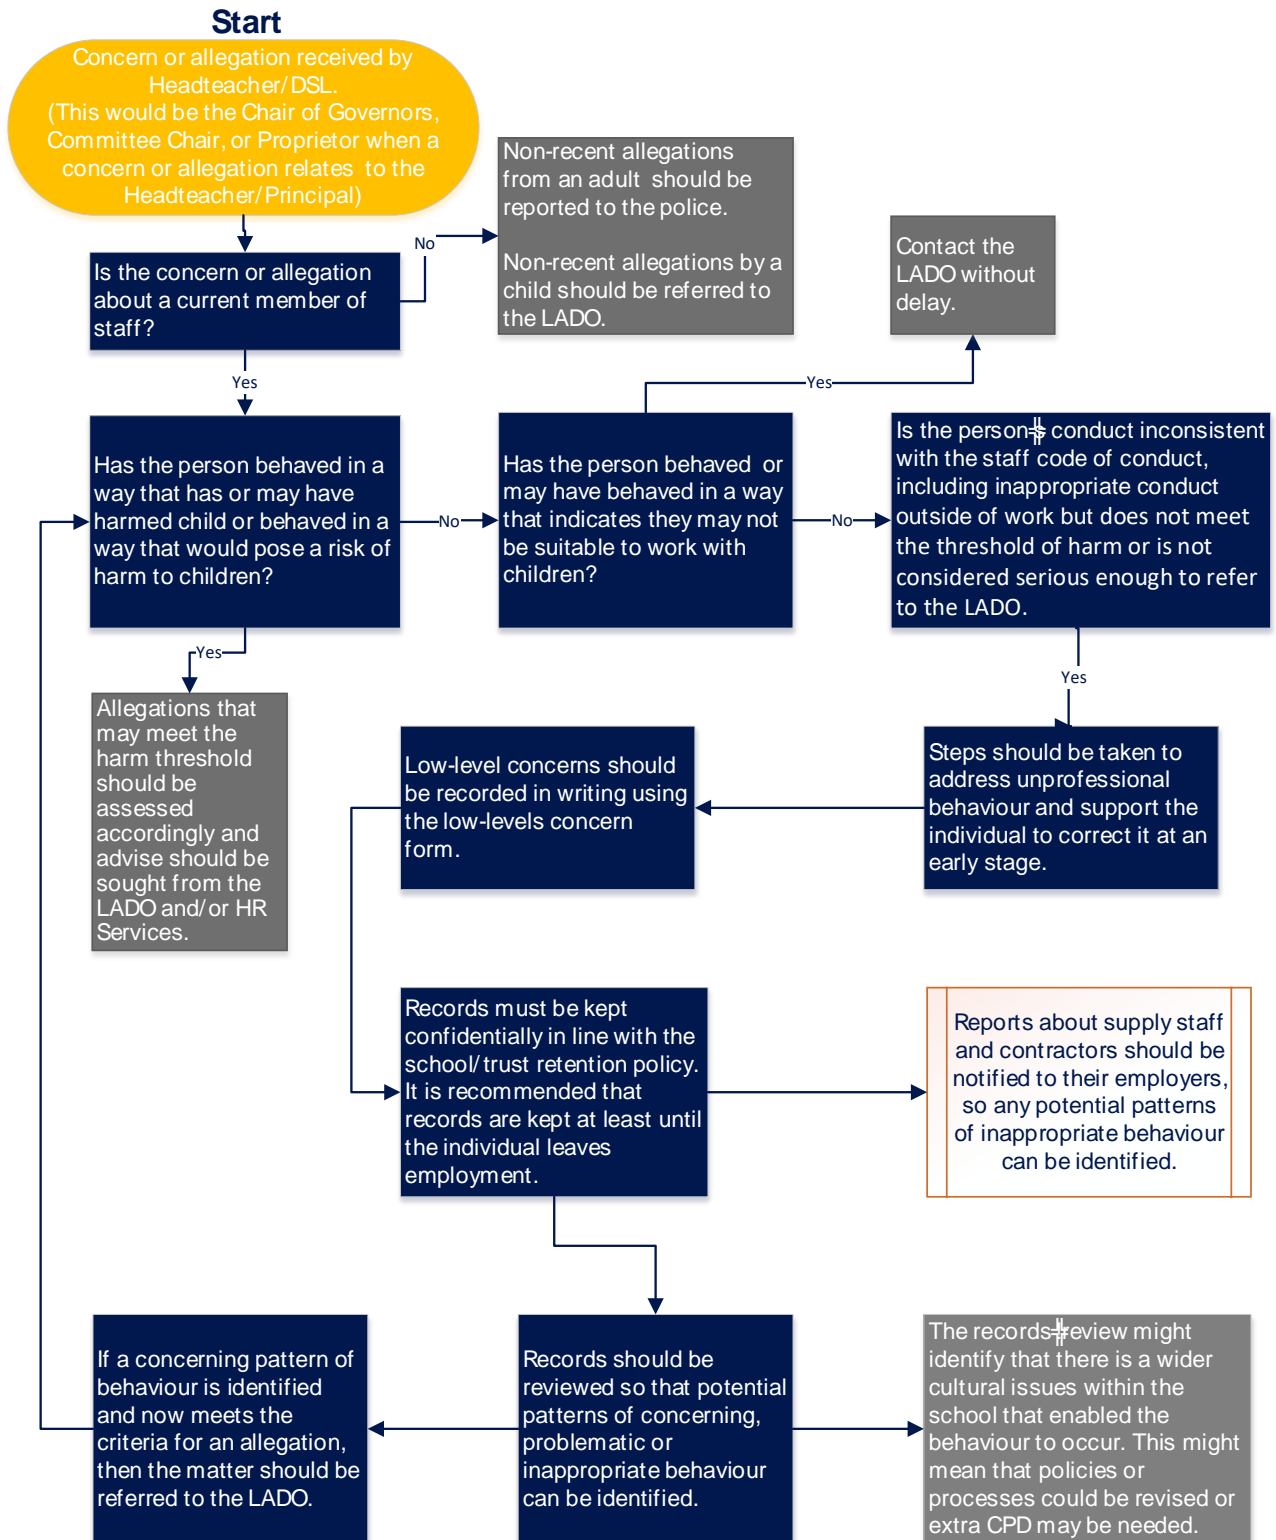 Start
Concern or allegation received by
Headteacher/DSL.
(This would be the Chair of Governors,
Committee Chair, or Proprietor when a
concern or allegation relates to the
Headteacher/Principal)
Non-recent allegations
from an adult should be
reported to the police.
Non-recent allegations by a
child should be referred to
the LADO.
No
Contact the
LADO without
delay.
Is the concern or allegation
about a current member of
staff?
Yes
Yes
Has the person behaved in a
way that has or may have
harmed child or behaved in a
way that would pose a risk of
harm to children?
No
Has the person behaved or
may have behaved in a way
that indicates they may not
be suitable to work with
children?
No
Is the person╬s conduct inconsistent
with the staff code of conduct,
including inappropriate conduct
outside of work but does not meet
the threshold of harm or is not
considered serious enough to refer
to the LADO.
Yes
Yes
Allegations that
may meet the
harm threshold
should be
assessed
accordingly and
advise should be
sought from the
LADO and/or HR
Services.
Low-level concerns should
be recorded in writing using
the low-levels concern
form.
Steps should be taken to
address unprofessional
behaviour and support the
individual to correct it at an
early stage.
Records must be kept
confidentially in line with the
school/trust retention policy.
It is recommended that
records are kept at least until
the individual leaves
employment.
Reports about supply staff
and contractors should be
notified to their employers,
so any potential patterns
of inappropriate behaviour
can be identified.
If a concerning pattern of
behaviour is identified
and now meets the
criteria for an allegation,
then the matter should be
referred to the LADO.
Records should be
reviewed so that potential
patterns of concerning,
problematic or
inappropriate behaviour
can be identified.
The records╬ review might
identify that there is a wider
cultural issues within the
school that enabled the
behaviour to occur. This might
mean that policies or
processes could be revised or
extra CPD may be needed.